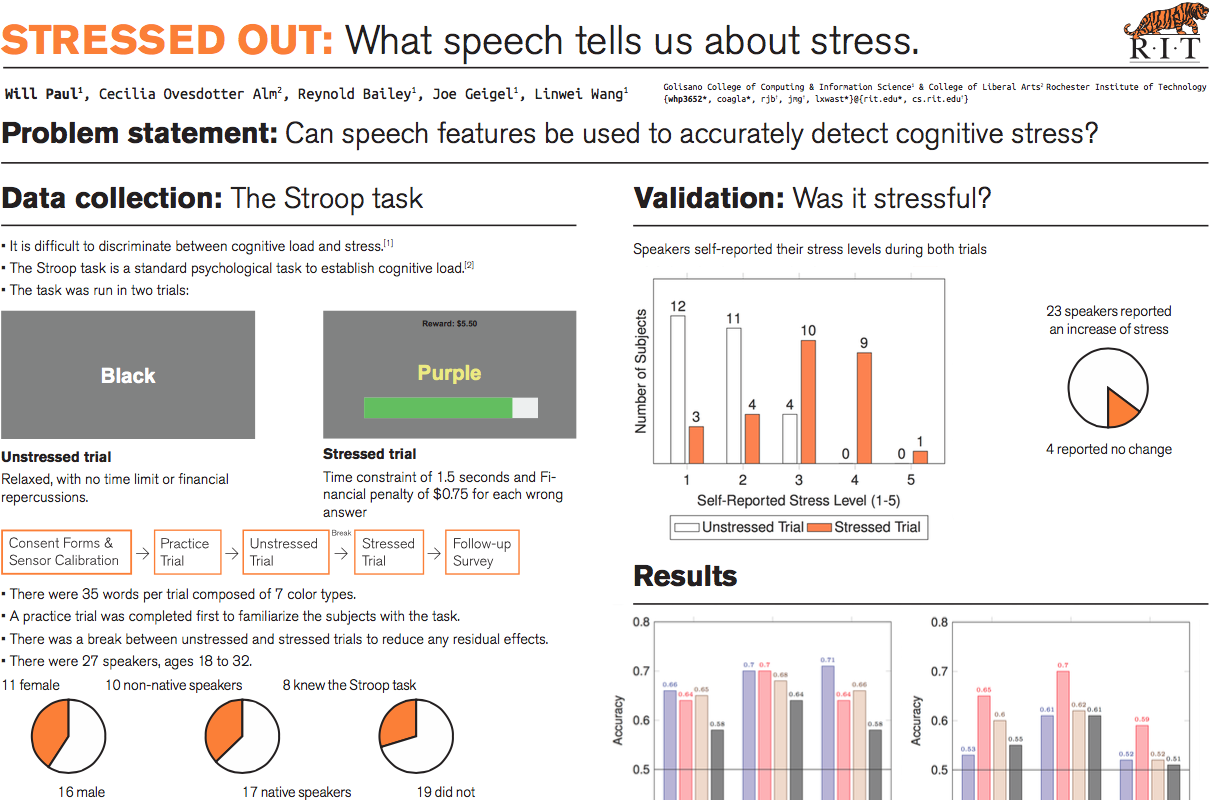 STRESSED OUT: What speech tells us about stress.
R·I·T
Will Paul¹, Cecilia Ovesdotter Alm², Reynold Bailey¹, Joe Geigel¹, Linwei Wang¹
Golisano College of Computing & Information Science¹ & College of Liberal Arts² Rochester Institute of Technology
{whp3652*, coagla*, rjb⁺, jmg⁺, lxwast*}@{rit.edu*, cs.rit.edu⁺}
Problem statement: Can speech features be used to accurately detect cognitive stress?
Data collection: The Stroop task
▪ It is difficult to discriminate between cognitive load and stress.[1]
▪ The Stroop task is a standard psychological task to establish cognitive load.[2]
▪ The task was run in two trials:
Black
Reward: $5.50
Purple
Unstressed trial
Relaxed, with no time limit or financial
repercussions.
Stressed trial
Time constraint of 1.5 seconds and Fi-
nancial penalty of $0.75 for each wrong
answer
Consent Forms &
Sensor Calibration
→
Practice
Trial
→
Unstressed
Trial
Break
→
Stressed
Trial
→
Follow-up
Survey
▪ There were 35 words per trial composed of 7 color types.
▪ A practice trial was completed first to familiarize the subjects with the task.
▪ There was a break between unstressed and stressed trials to reduce any residual effects.
▪ There were 27 speakers, ages 18 to 32.
11 female
10 non-native speakers
8 knew the Stroop task
16 male
17 native speakers
19 did not
Validation: Was it stressful?
Speakers self-reported their stress levels during both trials
Number of Subjects
12
3
11
4
4
10
0
9
0
1
1 2 3 4 5
Self-Reported Stress Level (1-5)
Unstressed Trial Stressed Trial
23 speakers reported
an increase of stress
4 reported no change
Results
Accuracy
0.8
0.7
0.6
0.5
0.66 0.64 0.65 0.58
0.7 0.7 0.68 0.64
0.71 0.64 0.66 0.58
Accuracy
0.8
0.7
0.6
0.5
0.53 0.65 0.6 0.55
0.61 0.7 0.62 0.61
0.52 0.59 0.52 0.51